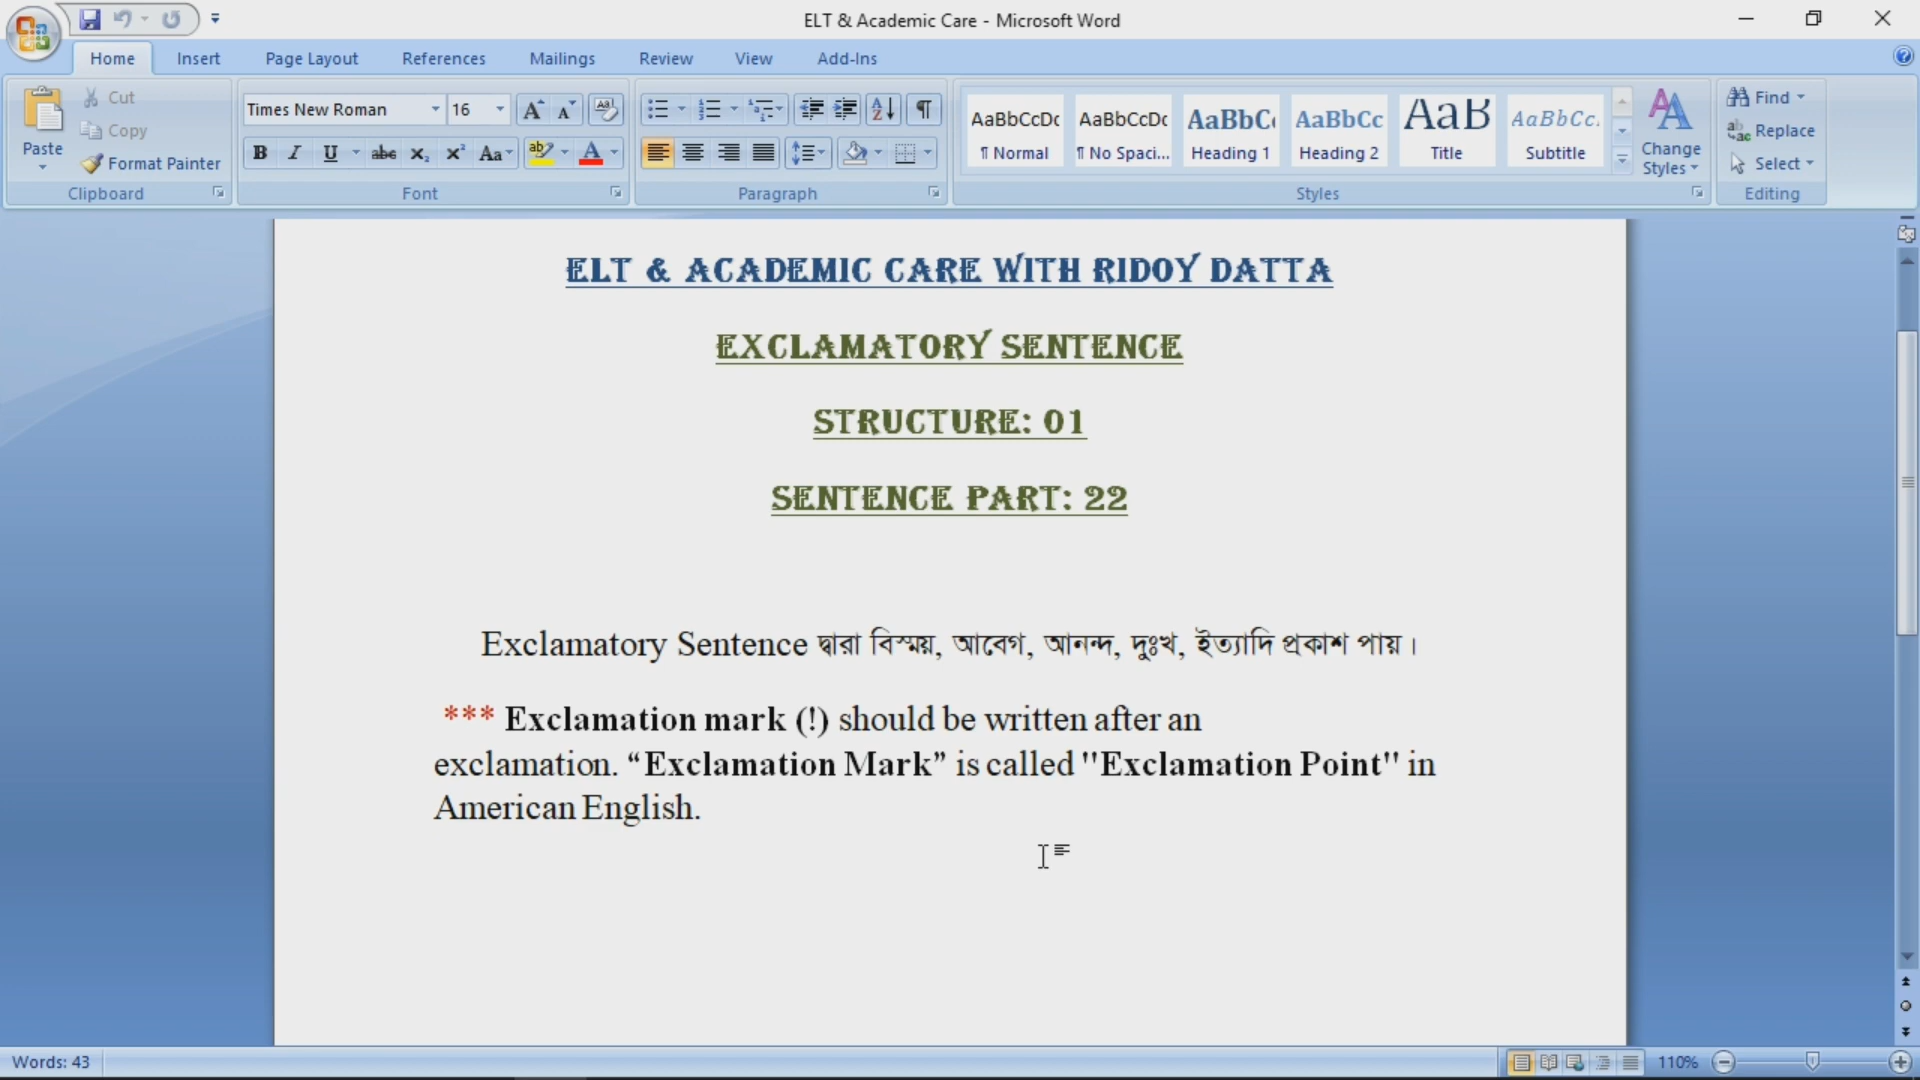 ELT & Academic Care - Microsoft Word
Home Insert Page Layout References Mailings Review View Add-Ins
Paste
Cut
Copy
Format Painter
Clipboard
Times New Roman 16
Font
Paragraph
AaBbCcDc AaBbCcDc AaBbC AaBbCc AaB AaBbCc.
¶ Normal ¶ No Spaci... Heading 1 Heading 2 Title Subtitle
Change
Styles
Styles
Find
Replace
Select
Editing
ELT & ACADEMIC CARE WITH RIDOY DATTA
EXCLAMATORY SENTENCE
STRUCTURE: 01
SENTENCE PART: 22
Exclamatory Sentence দ্বারা বিস্ময়, আবেগ, আনন্দ, দুঃখ, ইত্যাদি প্রকাশ পায়।
*** Exclamation mark (!) should be written after an
exclamation. “Exclamation Mark” is called "Exclamation Point" in
American English.
Words: 43
110%